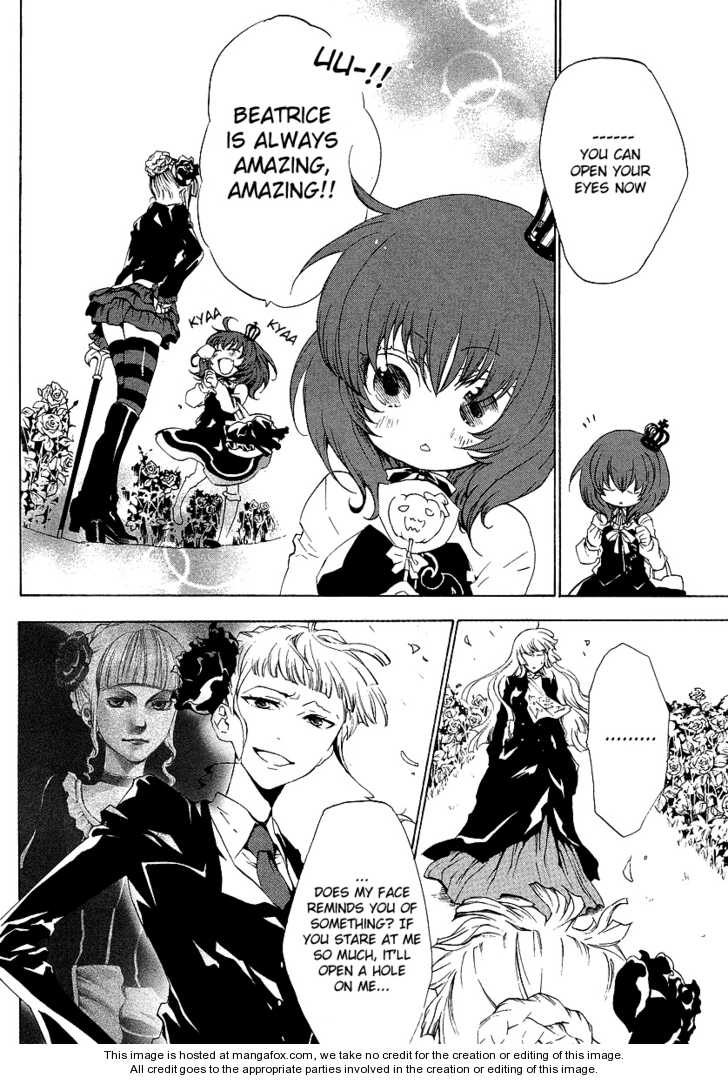 ------
YOU CAN
OPEN YOUR
EYES NOW
UU-!!
BEATRICE
IS ALWAYS
AMAZING,
AMAZING!!
KYAA
KYAA
..........
...
DOES MY FACE
REMINDS YOU OF
SOMETHING? IF
YOU STARE AT ME
SO MUCH, IT'LL
OPEN A HOLE
ON ME...
This image is hosted at mangafox.com, we take no credit for the creation or editing of this image.
All credit goes to the appropriate parties involved in the creation or editing of this image.